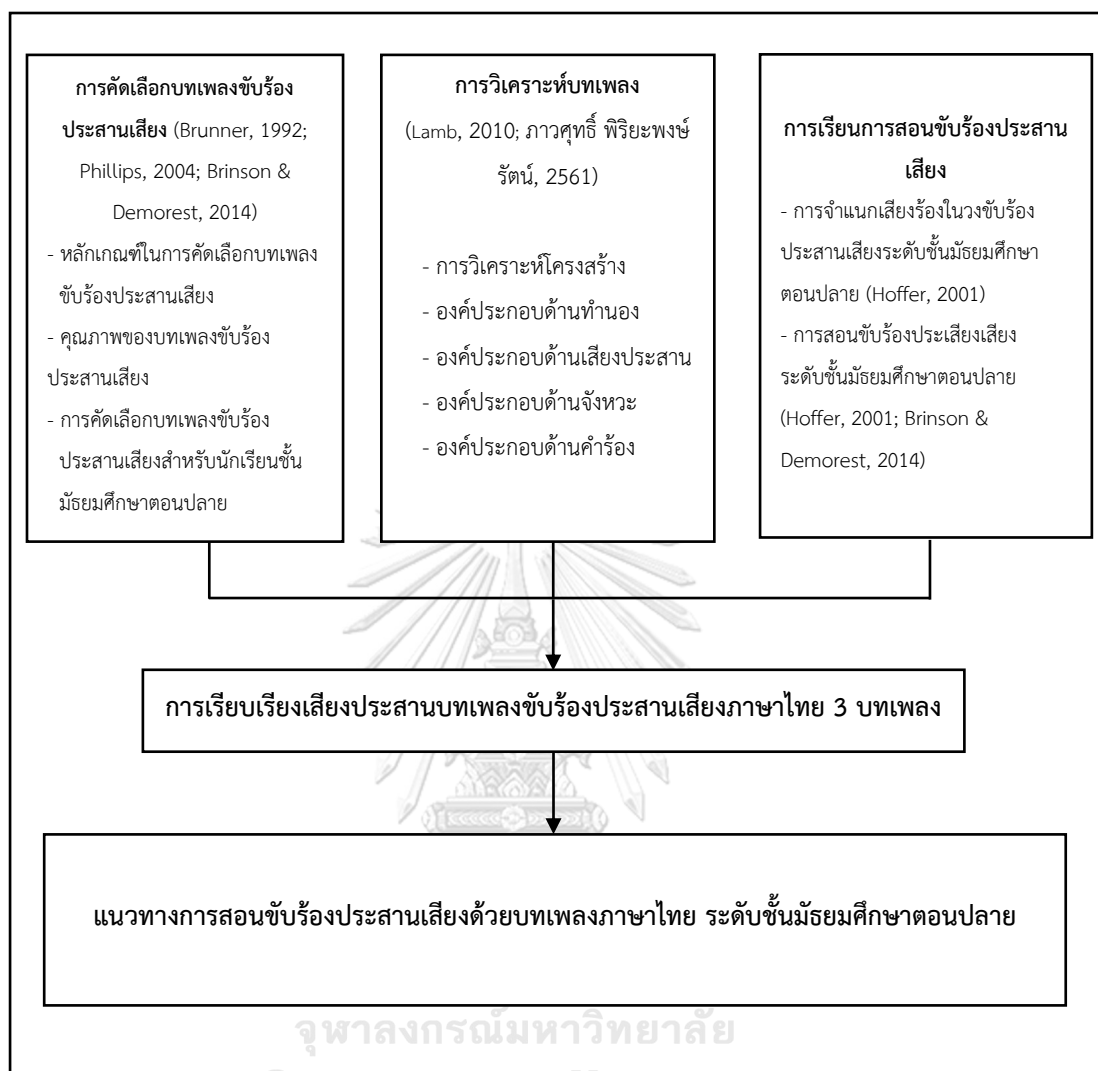 การคัดเลือกบทเพลงขับร้อง
ประสานเสียง (Brunner, 1992;
Phillips, 2004; Brinson &
Demorest, 2014)
- หลักเกณฑ์ในการคัดเลือกบทเพลง
ขับร้องประสานเสียง
- คุณภาพของบทเพลงขับร้อง
ประสานเสียง
- การคัดเลือกบทเพลงขับร้อง
ประสานเสียงสำหรับนักเรียนชั้น
มัธยมศึกษาตอนปลาย
การวิเคราะห์บทเพลง
(Lamb, 2010; ภาวศุทธิ์ พิริยะพงษ์
รัตน์, 2561)
- การวิเคราะห์โครงสร้าง
- องค์ประกอบด้านทำนอง
- องค์ประกอบด้านเสียงประสาน
- องค์ประกอบด้านจังหวะ
- องค์ประกอบด้านคำร้อง
การเรียนการสอนขับร้องประสาน
เสียง
- การจำแนกเสียงร้องในวงขับร้อง
ประสานเสียงระดับชั้นมัธยมศึกษา
ตอนปลาย (Hoffer, 2001)
- การสอนขับร้องประเสียงเสียง
ระดับชั้นมัธยมศึกษาตอนปลาย
(Hoffer, 2001; Brinson &
Demorest, 2014)
การเรียบเรียงเสียงประสานบทเพลงขับร้องประสานเสียงภาษาไทย 3 บทเพลง
แนวทางการสอนขับร้องประสานเสียงด้วยบทเพลงภาษาไทย ระดับชั้นมัธยมศึกษาตอนปลาย
จุฬาลงกรณ์มหาวิทยาลัย